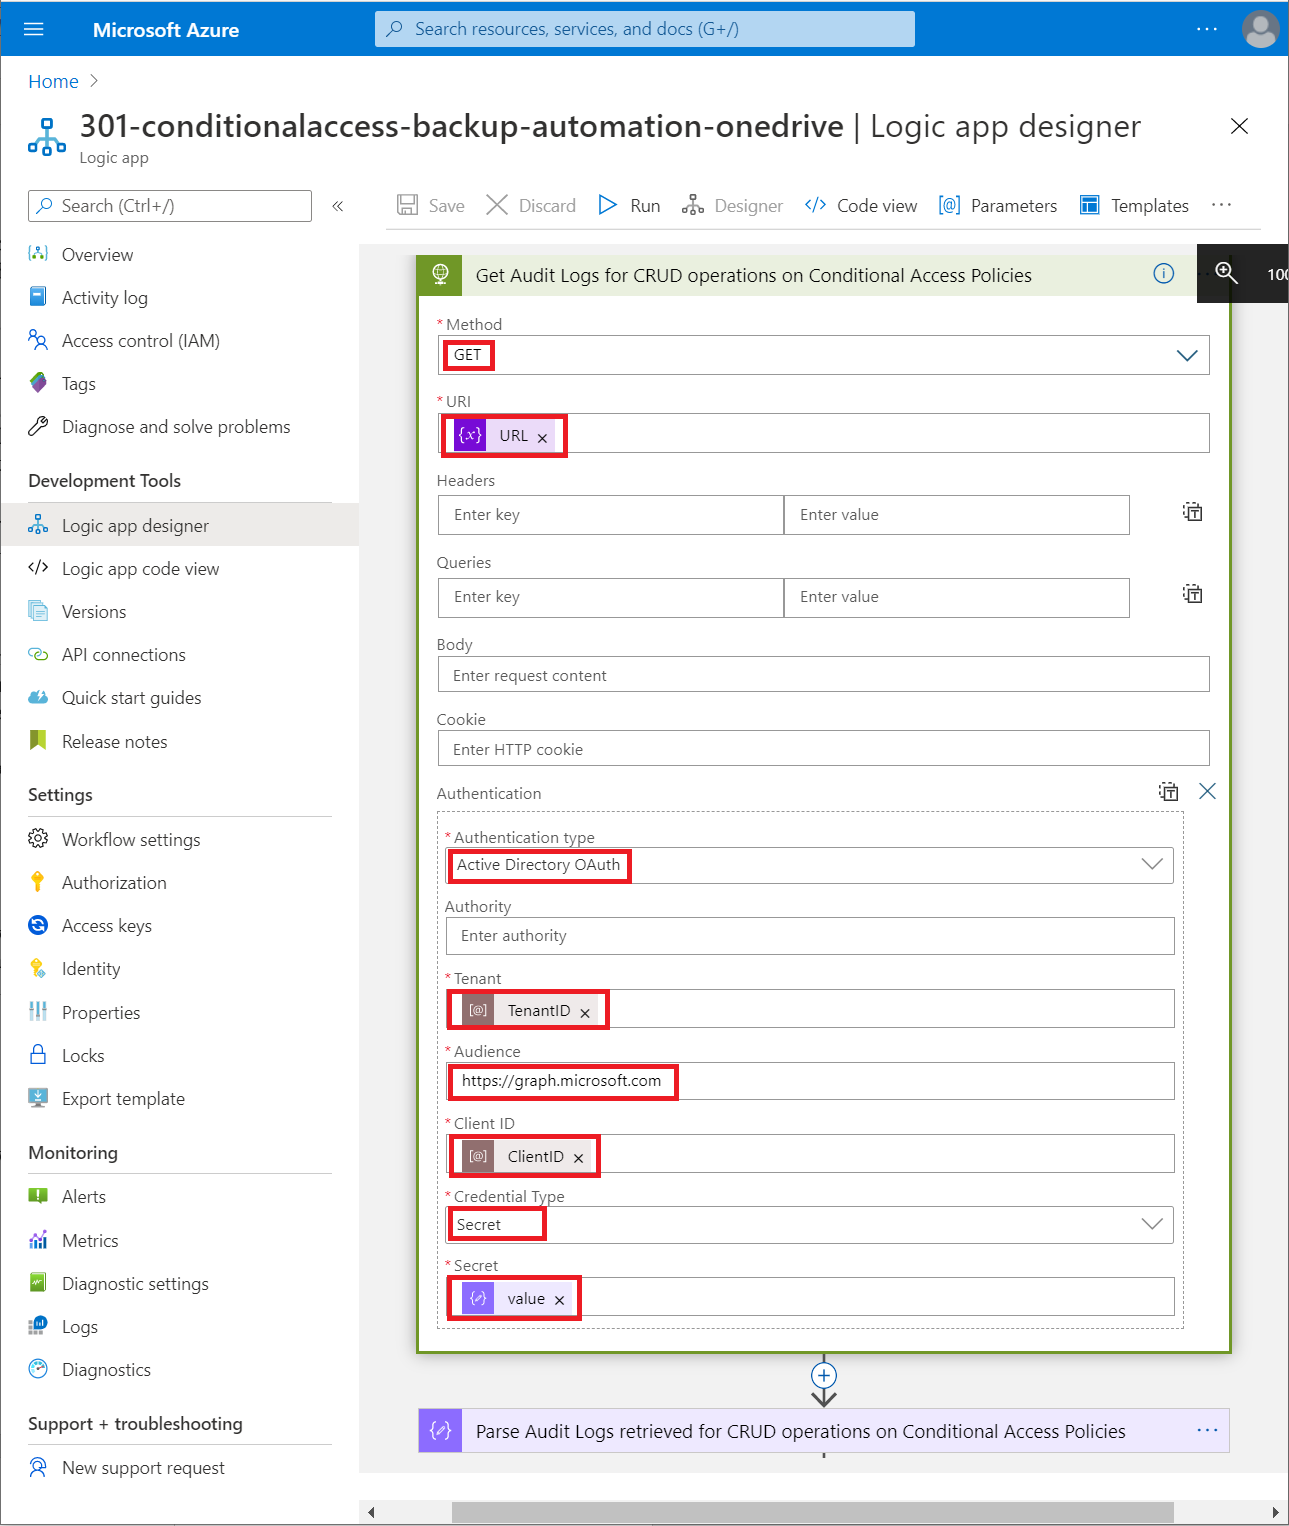 Microsoft Azure
Search resources, services, and docs (G+/)
Home
301-conditionalaccess-backup-automation-onedrive | Logic app designer
Logic app
Search (Ctrl+/)
«
Save
Discard
Run
Designer
Code view
Parameters
Templates
Overview
Activity log
Access control (IAM)
Tags
Diagnose and solve problems
Development Tools
Logic app designer
Logic app code view
Versions
API connections
Quick start guides
Release notes
Settings
Workflow settings
Authorization
Access keys
Identity
Properties
Locks
Export template
Monitoring
Alerts
Metrics
Diagnostic settings
Logs
Diagnostics
Support + troubleshooting
New support request
Get Audit Logs for CRUD operations on Conditional Access Policies
100
* Method
GET
* URI
{x} URL ×
Headers
Enter key
Enter value
Queries
Enter key
Enter value
Body
Enter request content
Cookie
Enter HTTP cookie
Authentication
* Authentication type
Active Directory OAuth
Authority
Enter authority
* Tenant
[@] TenantID ×
* Audience
https://graph.microsoft.com
* Client ID
[@] ClientID ×
* Credential Type
Secret
* Secret
value ×
Parse Audit Logs retrieved for CRUD operations on Conditional Access Policies